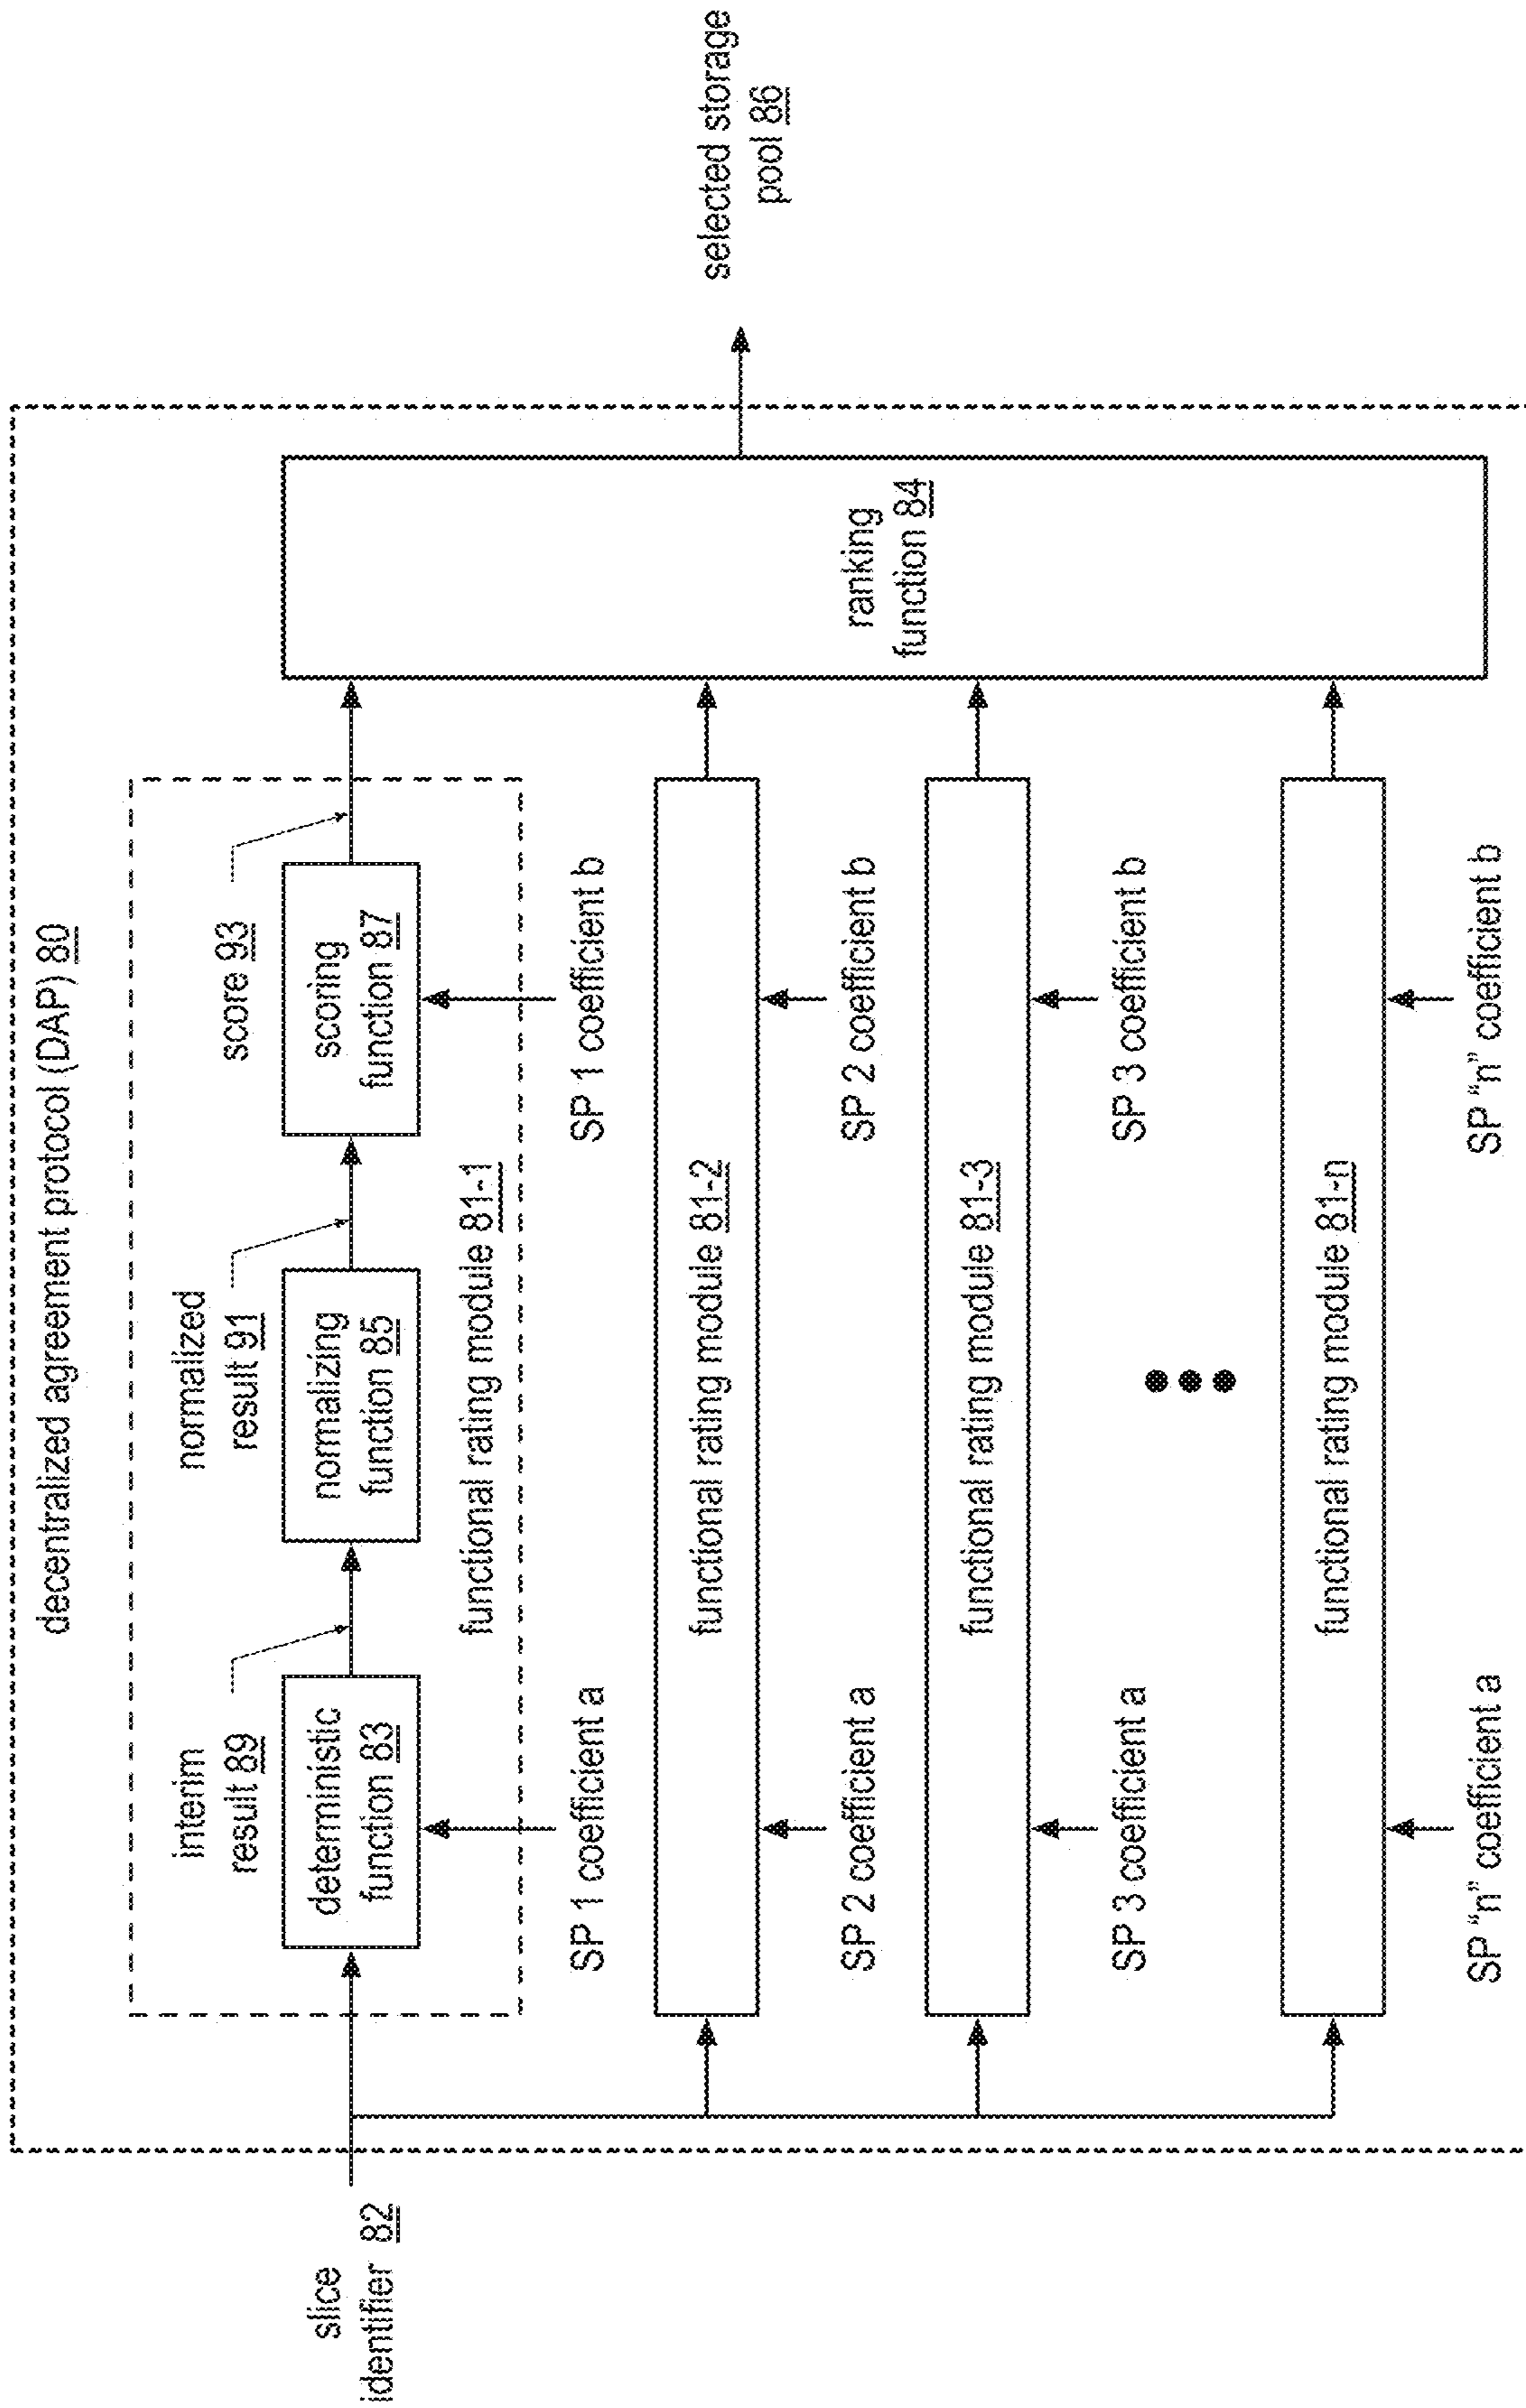 decentralized agreement protocol (DAP) 80
slice
identifier 82
interim
result 89
normalized
result 91
score 93
deterministic
function 83
normalizing
function 85
scoring
function 87
functional rating module 81-1
SP 1 coefficient a
SP 1 coefficient b
functional rating module 81-2
SP 2 coefficient a
SP 2 coefficient b
functional rating module 81-3
SP 3 coefficient a
SP 3 coefficient b
functional rating module 81-n
SP "n" coefficient a
SP "n" coefficient b
ranking
function 84
selected storage
pool 86